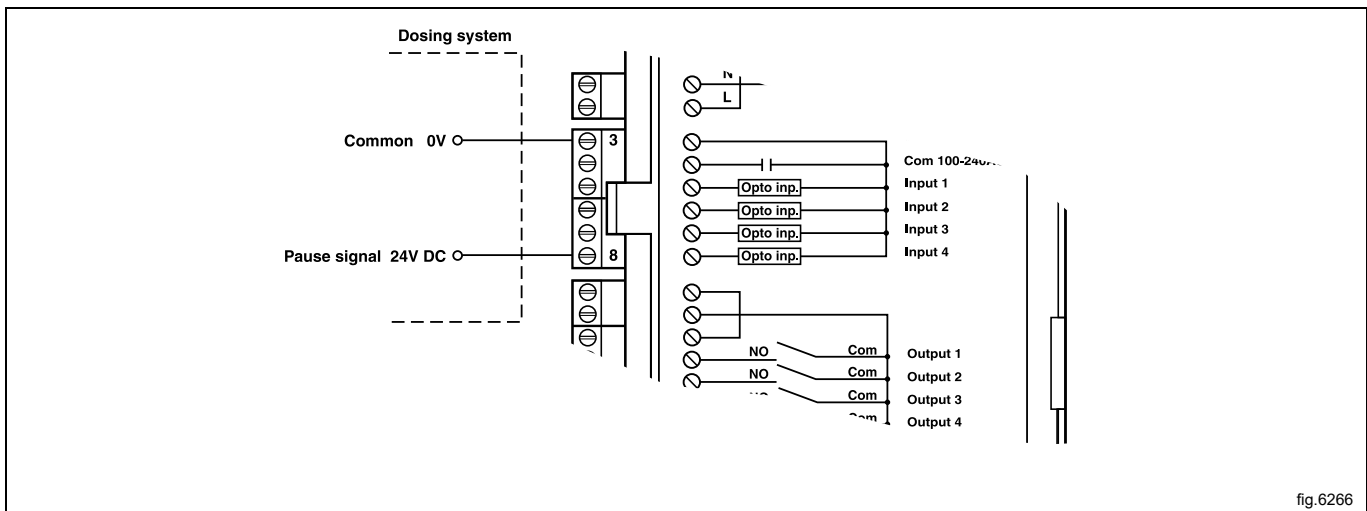 Dosing system
Common 0V
Pause signal 24V DC
3
8
L
Com
Opto inp. Input 1
Opto inp. Input 2
Opto inp. Input 3
Opto inp. Input 4
NO Com Output 1
NO Com Output 2
Com Output 3
Output 4
fig.6266